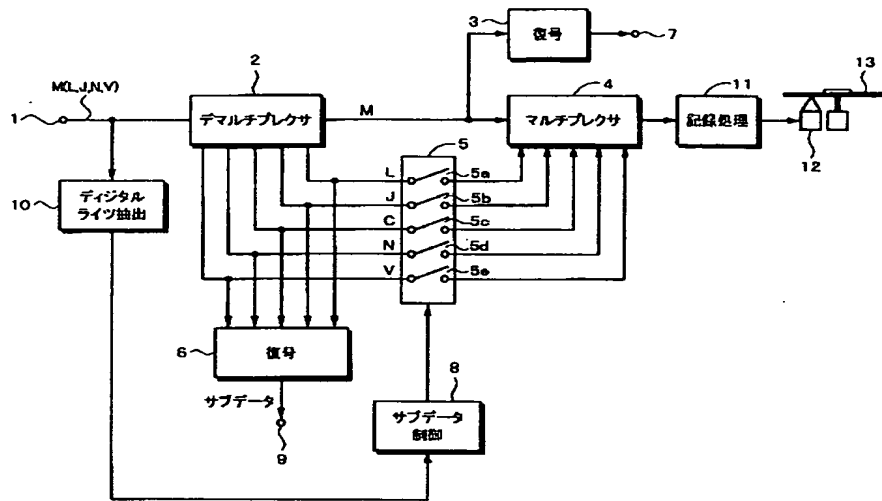 3
復号
7
2
4
11
13
M(L,J,N,V)
1
デマルチプレクサ
M
マルチプレクサ
記録処理
12
5
10
ディジタル
ライツ抽出
L
5a
J
5b
C
5c
N
5d
V
5e
6
復号
8
サブデータ
サブデータ
制御
9